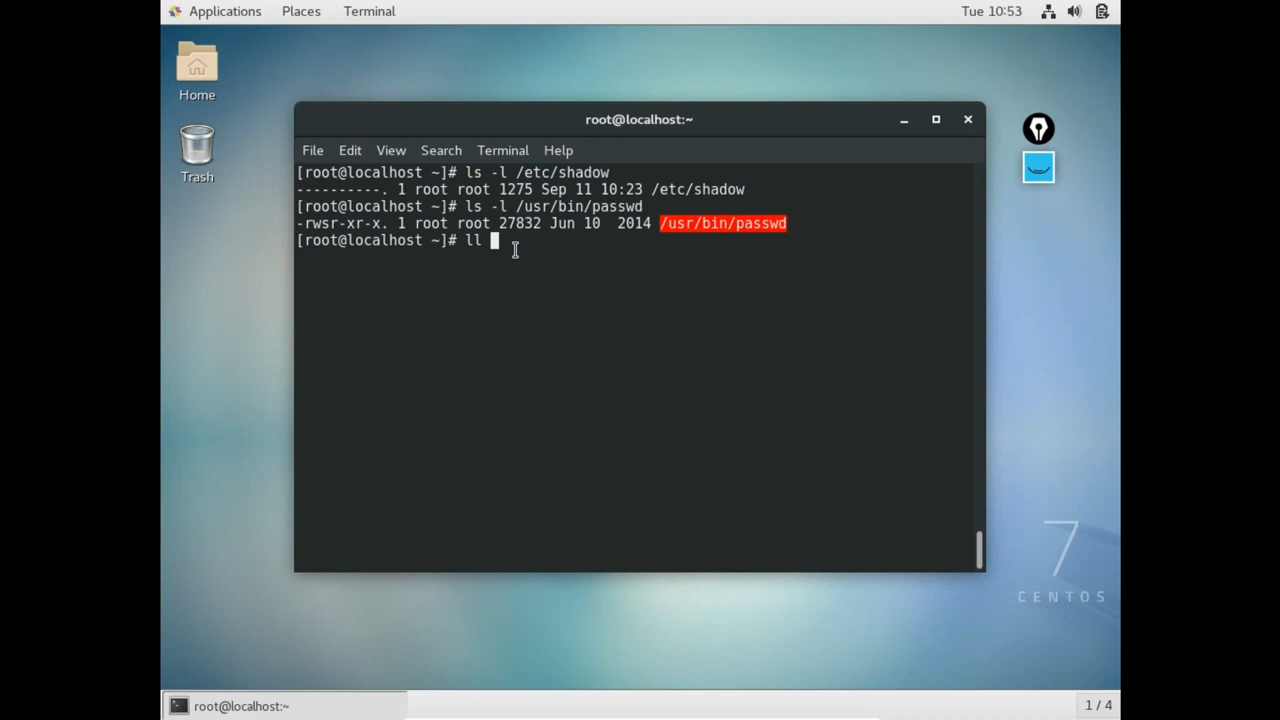 Applications Places Terminal Tue 10:53
Home
Trash
root@localhost:~
File Edit View Search Terminal Help
[root@localhost ~]# ls -l /etc/shadow
----------. 1 root root 1275 Sep 11 10:23 /etc/shadow
[root@localhost ~]# ls -l /usr/bin/passwd
-rwsr-xr-x. 1 root root 27832 Jun 10  2014 /usr/bin/passwd
[root@localhost ~]# ll
7
CENTOS
root@localhost:~ 1 / 4